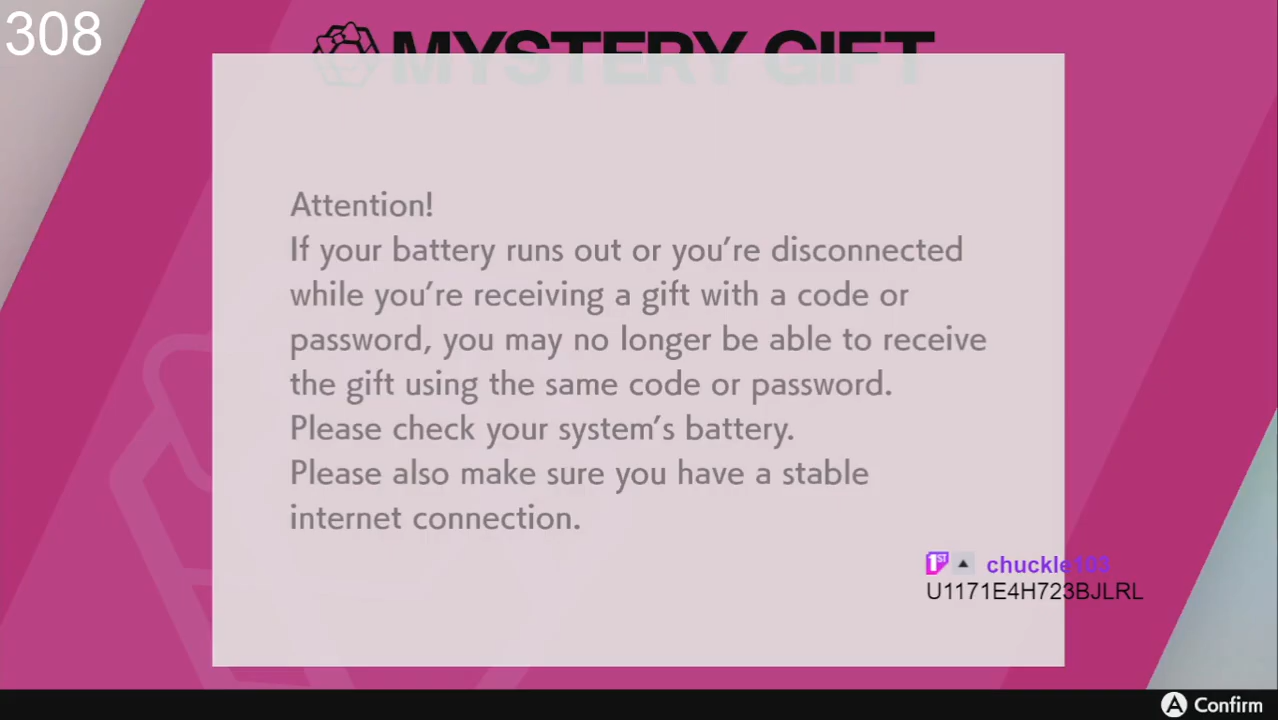 308
MYSTERY GIFT
Attention!
If your battery runs out or you're disconnected
while you're receiving a gift with a code or
password, you may no longer be able to receive
the gift using the same code or password.
Please check your system's battery.
Please also make sure you have a stable
internet connection.
1ST chuckle103
U1171E4H723BJLRL
A Confirm